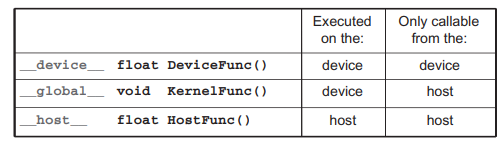 Executed on the: Only callable from the:
__device__ float DeviceFunc() device device
__global__ void KernelFunc() device host
__host__ float HostFunc() host host